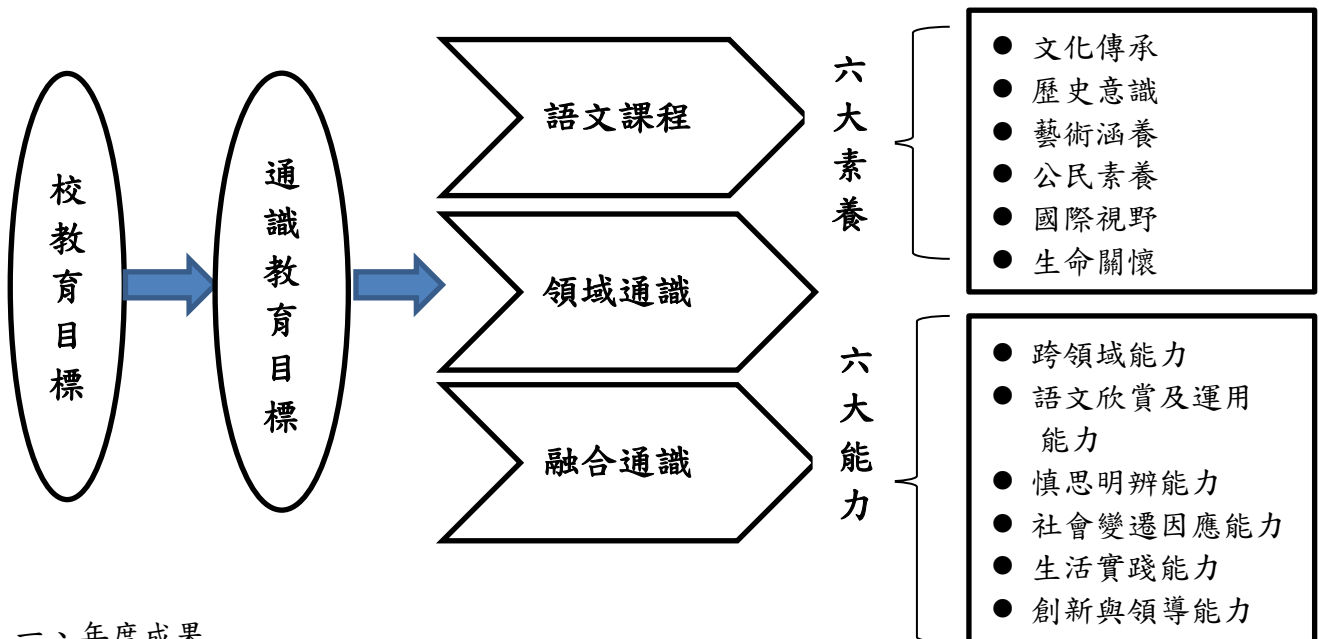 校教育目標
通識教育目標
語文課程
領域通識
融合通識
六大素養
● 文化傳承
● 歷史意識
● 藝術涵養
● 公民素養
● 國際視野
● 生命關懷
六大能力
● 跨領域能力
● 語文欣賞及運用
能力
● 慎思明辨能力
● 社會變遷因應能力
● 生活實踐能力
● 創新與領導能力
一、年度成果